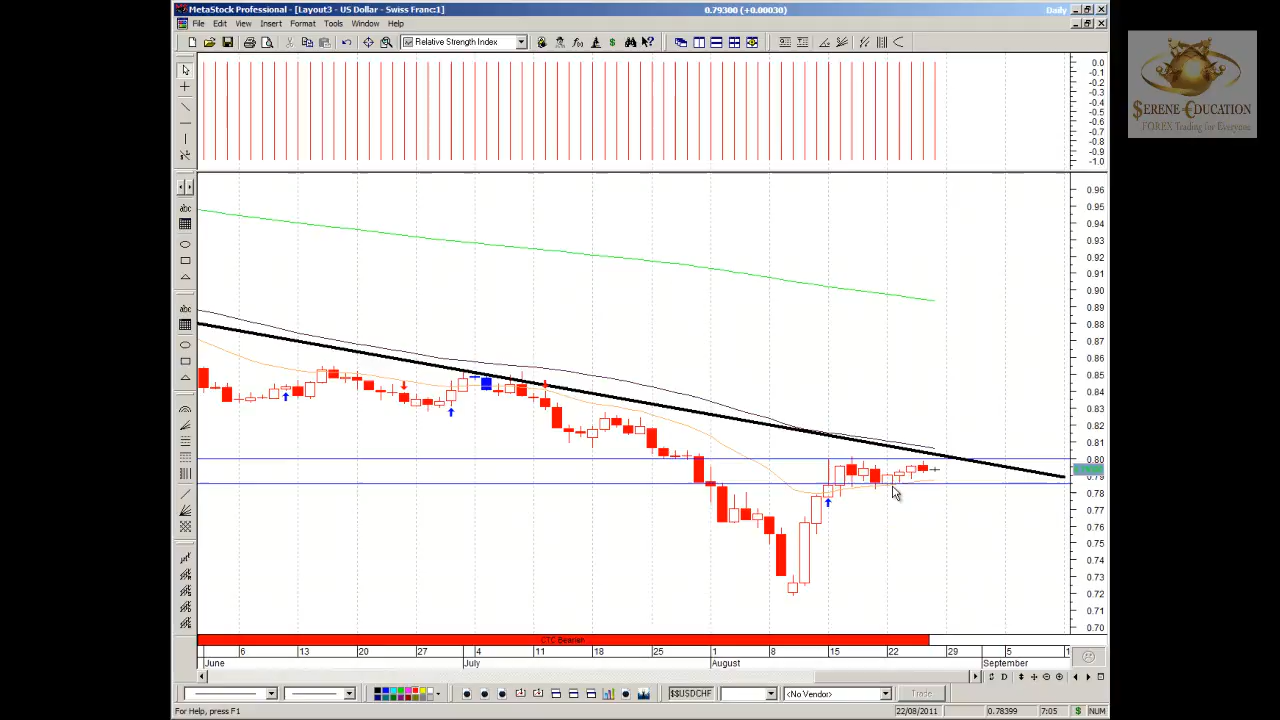 MetaStock Professional - [Layout3 - US Dollar - Swiss Franc:1]
0.79300 (+0.00030)
Daily
File Edit View Insert Format Tools Window Help
Relative Strength Index
$ERENE EDUCATION
FOREX Trading for Everyone
0.0
-0.1
-0.2
-0.3
-0.4
-0.5
-0.6
-0.7
-0.8
-0.9
-1.0
abc
abc
0.96
0.95
0.94
0.93
0.92
0.91
0.90
0.89
0.88
0.87
0.86
0.85
0.84
0.83
0.82
0.81
0.80
0.79
0.78
0.77
0.76
0.75
0.74
0.73
0.72
0.71
0.70
CTC Bearish
6 13 20 27 4 11 18 25 1 8 15 22 29 5
June July August September
$$USDCHF
<No Vendor>
Trade
For Help, press F1
22/08/2011
0.78399
7:05
NUM